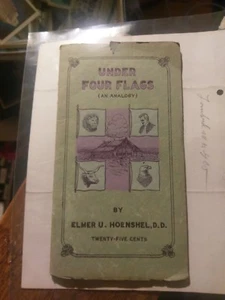 UNDER
FOUR FLAGS
(AN ANALOGY)
BY
ELMER U. HOENSHEL, D.D.
TWENTY-FIVE CENTS